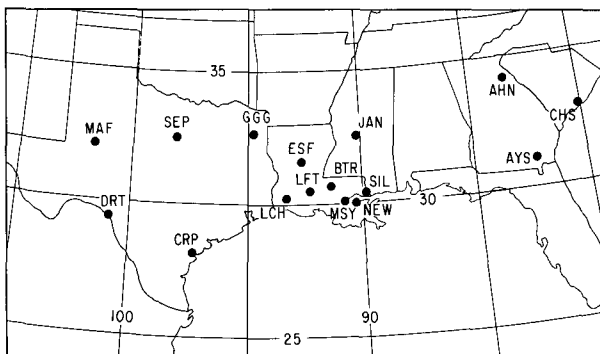 35
AHN
CHS
MAF
SEP
GGG
JAN
ESF
BTR
AYS
LFT
SIL
DRT
LCH
MSY
NEW
30
CRP
100
90
25